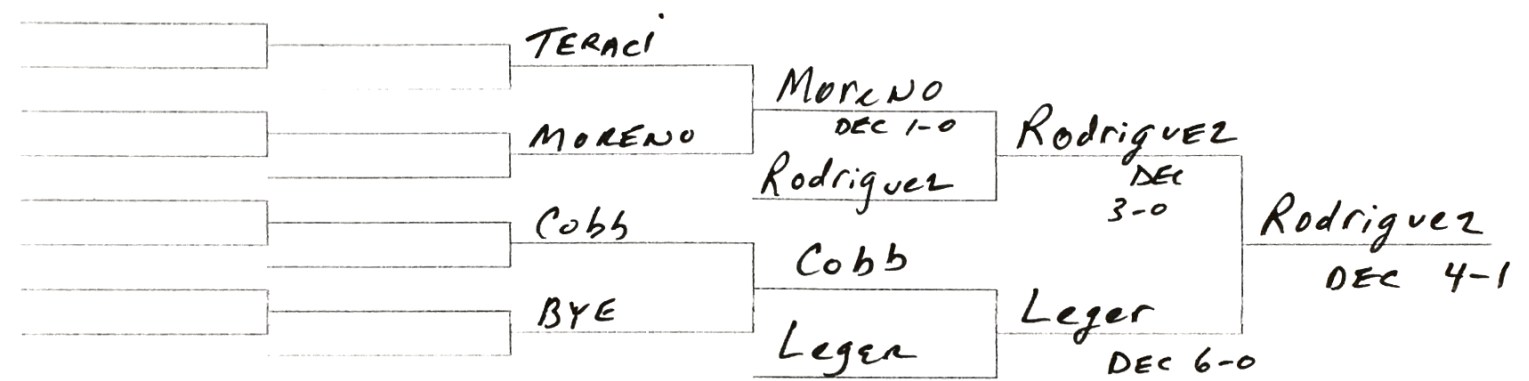 TERACI
MORENO
DEC 1-0
MORENO
Rodriguez
DEC
3-0
Rodriguez
Cobb
Rodriguez
DEC 4-1
Cobb
BYE
Leger
DEC 6-0
Leger